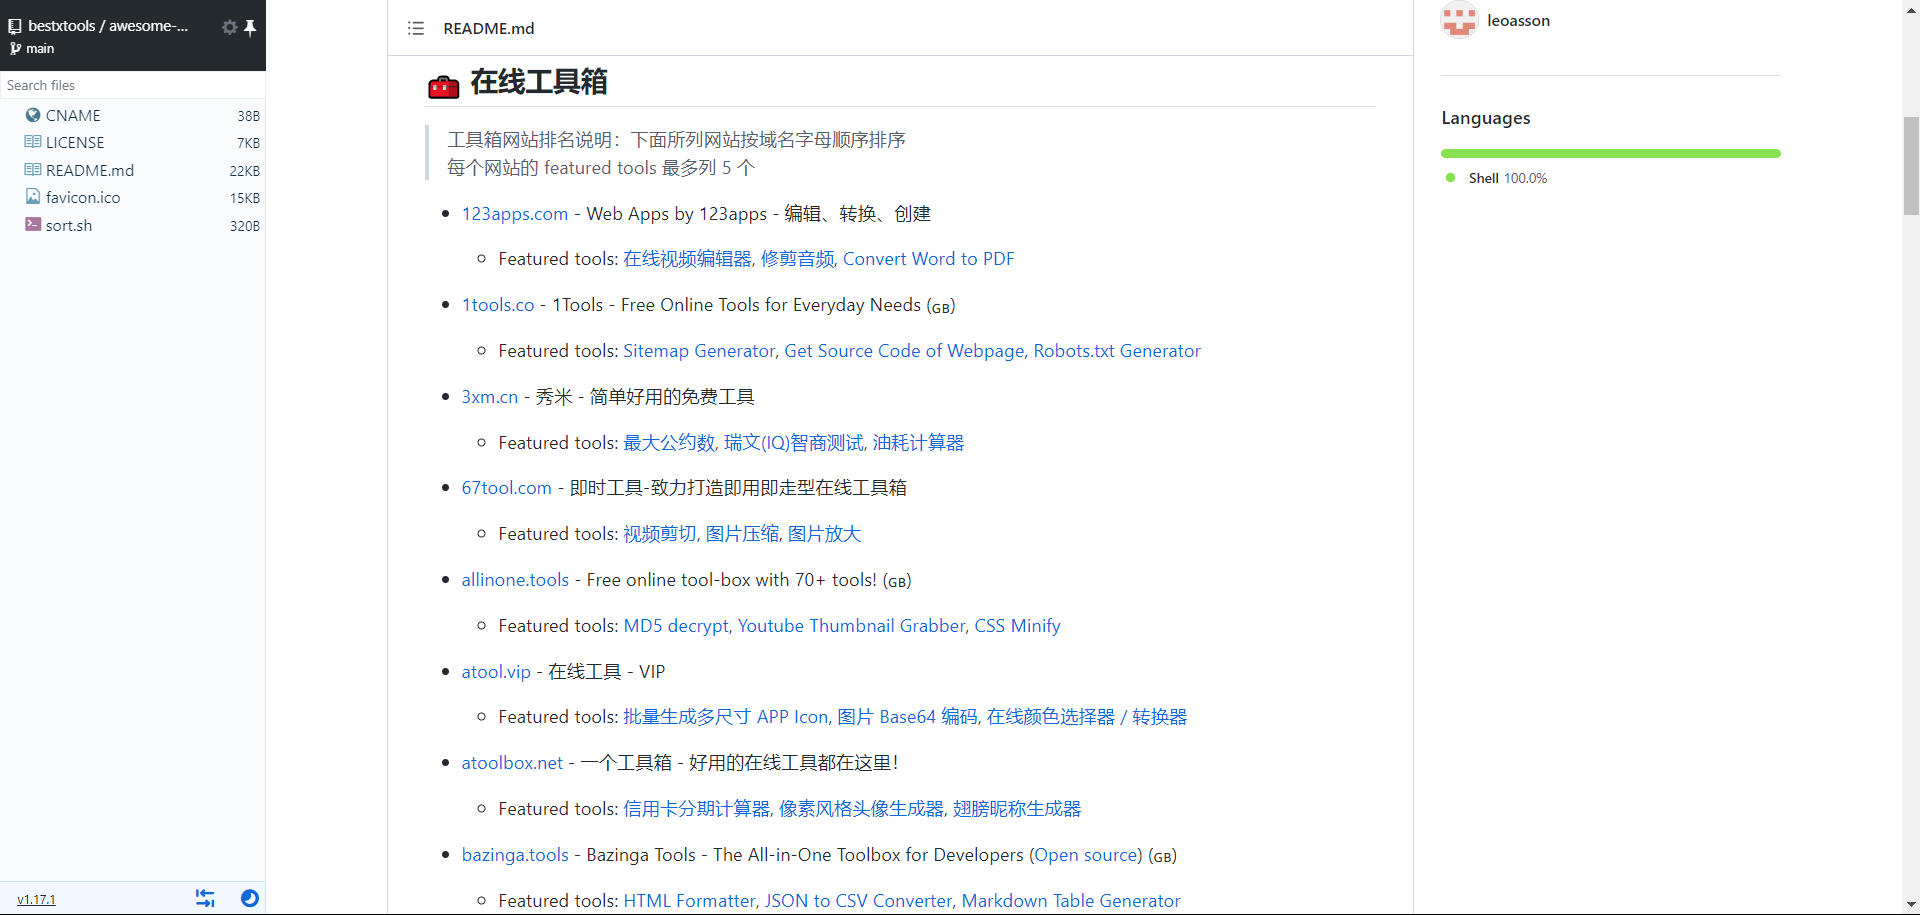 bestxtools / awesome-...
main
Search files
CNAME 38B
LICENSE 7KB
README.md 22KB
favicon.ico 15KB
sort.sh 320B
v1.17.1
README.md
在线工具箱
工具箱网站排名说明：下面所列网站按域名字母顺序排序
每个网站的 featured tools 最多列 5 个
123apps.com - Web Apps by 123apps - 编辑、转换、创建
Featured tools: 在线视频编辑器, 修剪音频, Convert Word to PDF
1tools.co - 1Tools - Free Online Tools for Everyday Needs (GB)
Featured tools: Sitemap Generator, Get Source Code of Webpage, Robots.txt Generator
3xm.cn - 秀米 - 简单好用的免费工具
Featured tools: 最大公约数, 瑞文(IQ)智商测试, 油耗计算器
67tool.com - 即时工具-致力打造即用即走型在线工具箱
Featured tools: 视频剪切, 图片压缩, 图片放大
allinone.tools - Free online tool-box with 70+ tools! (GB)
Featured tools: MD5 decrypt, Youtube Thumbnail Grabber, CSS Minify
atool.vip - 在线工具 - VIP
Featured tools: 批量生成多尺寸 APP Icon, 图片 Base64 编码, 在线颜色选择器 / 转换器
atoolbox.net - 一个工具箱 - 好用的在线工具都在这里！
Featured tools: 信用卡分期计算器, 像素风格头像生成器, 翅膀昵称生成器
bazinga.tools - Bazinga Tools - The All-in-One Toolbox for Developers (Open source) (GB)
Featured tools: HTML Formatter, JSON to CSV Converter, Markdown Table Generator
leoasson
Languages
Shell 100.0%